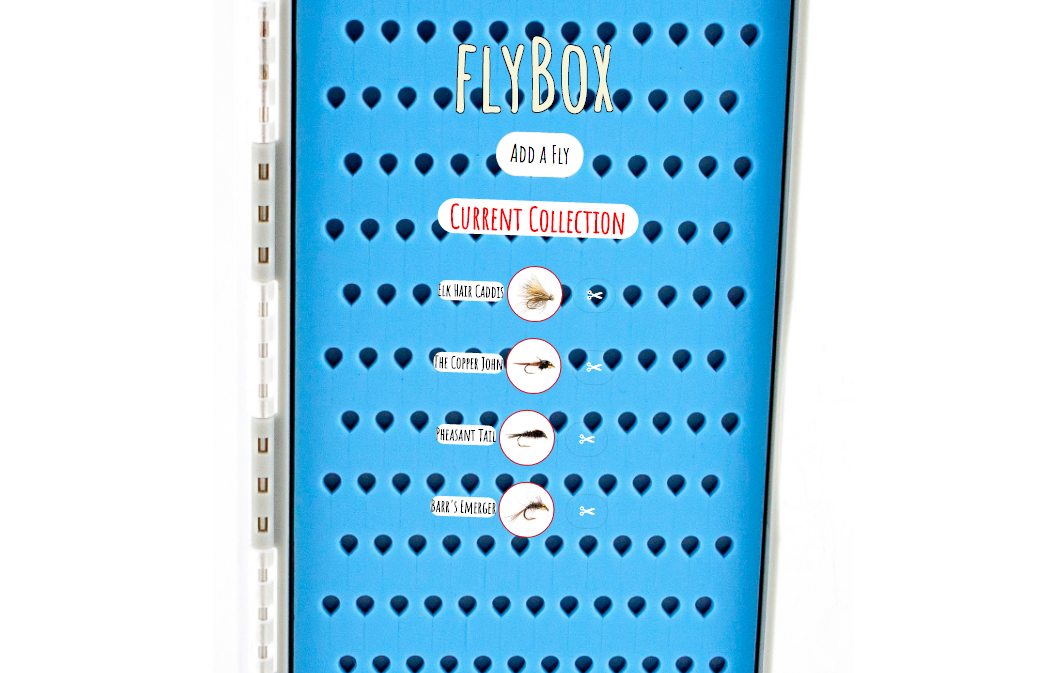 FLYBOX
ADD A FLY
CURRENT COLLECTION
ELK HAIR CADDIS
THE COPPER JOHN
PHEASANT TAIL
BARR'S EMERGER